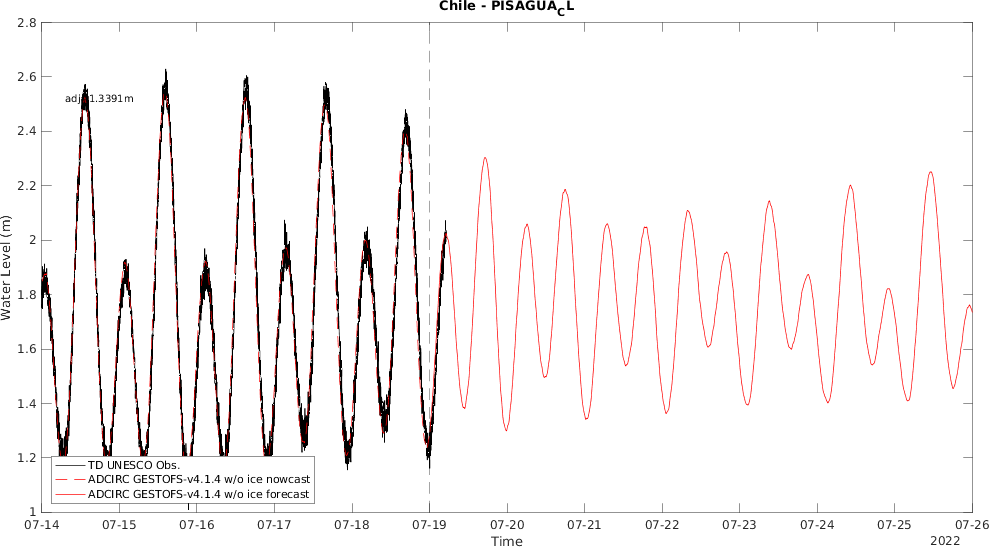 Chile - PISAGUA_CL
2.8
2.6
2.4
2.2
2
1.8
1.6
1.4
1.2
1
Water Level (m)
1.3391m
TD UNESCO Obs.
ADCIRC GESTOFS-v4.1.4 w/o ice nowcast
ADCIRC GESTOFS-v4.1.4 w/o ice forecast
07-14 07-15 07-16 07-17 07-18 07-19 07-20 07-21 07-22 07-23 07-24 07-25 07-26
Time
2022